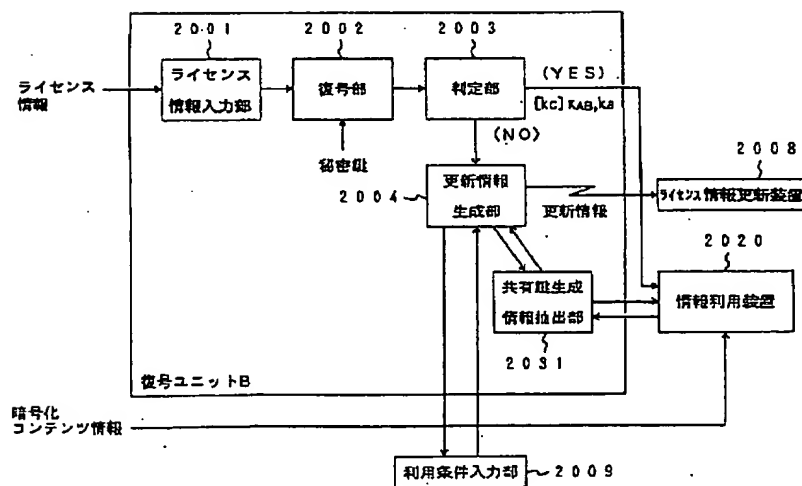 2001
2002
2003
ライセンス
情報
ライセンス
情報入力部
復号部
判定部
(YES)
[kc]KAB,ka
秘密鍵
(NO)
2004
更新情報
生成部
更新情報
2008
ライセンス情報更新装置
2020
共有鍵生成
情報抽出部
情報利用装置
2031
復号ユニットB
暗号化
コンテンツ情報
利用条件入力部
2009